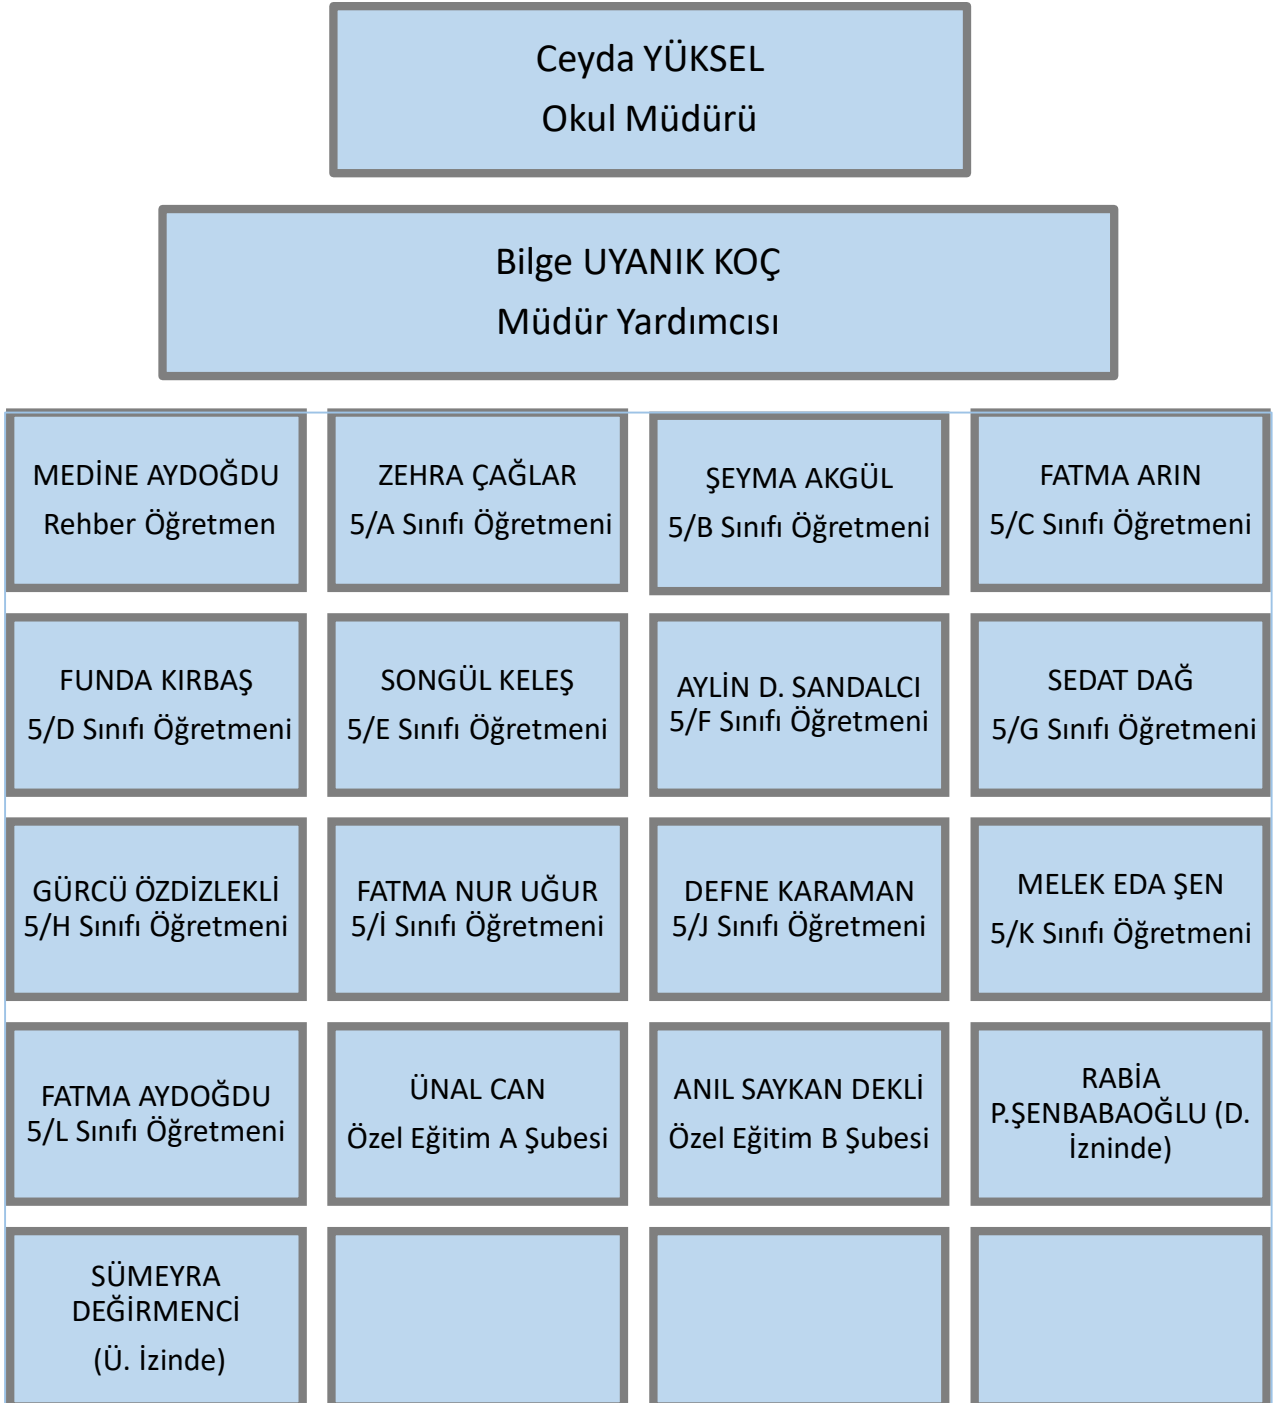 Ceyda YÜKSEL
Okul Müdürü
Bilge UYANIK KOÇ
Müdür Yardımcısı
MEDİNE AYDOĞDU
Rehber Öğretmen
ZEHRA ÇAĞLAR
5/A Sınıfı Öğretmeni
ŞEYMA AKGÜL
5/B Sınıfı Öğretmeni
FATMA ARIN
5/C Sınıfı Öğretmeni
FUNDA KIRBAŞ
5/D Sınıfı Öğretmeni
SONGÜL KELEŞ
5/E Sınıfı Öğretmeni
AYLİN D. SANDALCI
5/F Sınıfı Öğretmeni
SEDAT DAĞ
5/G Sınıfı Öğretmeni
GÜRCÜ ÖZDİZLEKLİ
5/H Sınıfı Öğretmeni
FATMA NUR UĞUR
5/İ Sınıfı Öğretmeni
DEFNE KARAMAN
5/J Sınıfı Öğretmeni
MELEK EDA ŞEN
5/K Sınıfı Öğretmeni
FATMA AYDOĞDU
5/L Sınıfı Öğretmeni
ÜNAL CAN
Özel Eğitim A Şubesi
ANIL SAYKAN DEKLİ
Özel Eğitim B Şubesi
RABİA
P.ŞENBABAOĞLU (D.
İzninde)
SÜMEYRA
DEĞİRMENCİ
(Ü. İzinde)